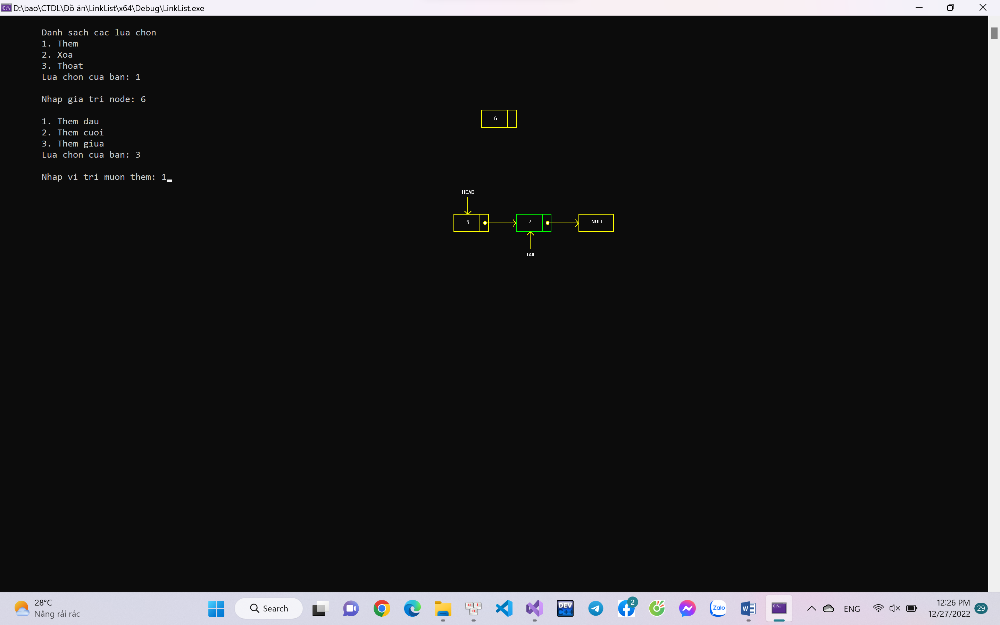 D:\bao\CTDL\Đồ án\LinkList\x64\Debug\LinkList.exe
Danh sach cac lua chon
1. Them
2. Xoa
3. Thoat
Lua chon cua ban: 1
Nhap gia tri node: 6
1. Them dau
2. Them cuoi
3. Them giua
Lua chon cua ban: 3
Nhap vi tri muon them: 1
6
HEAD
5
7
NULL
TAIL
28°C
Nắng rải rác
Search
DEV
C++
2
Zalo
W
ENG
12:26 PM
12/27/2022
29